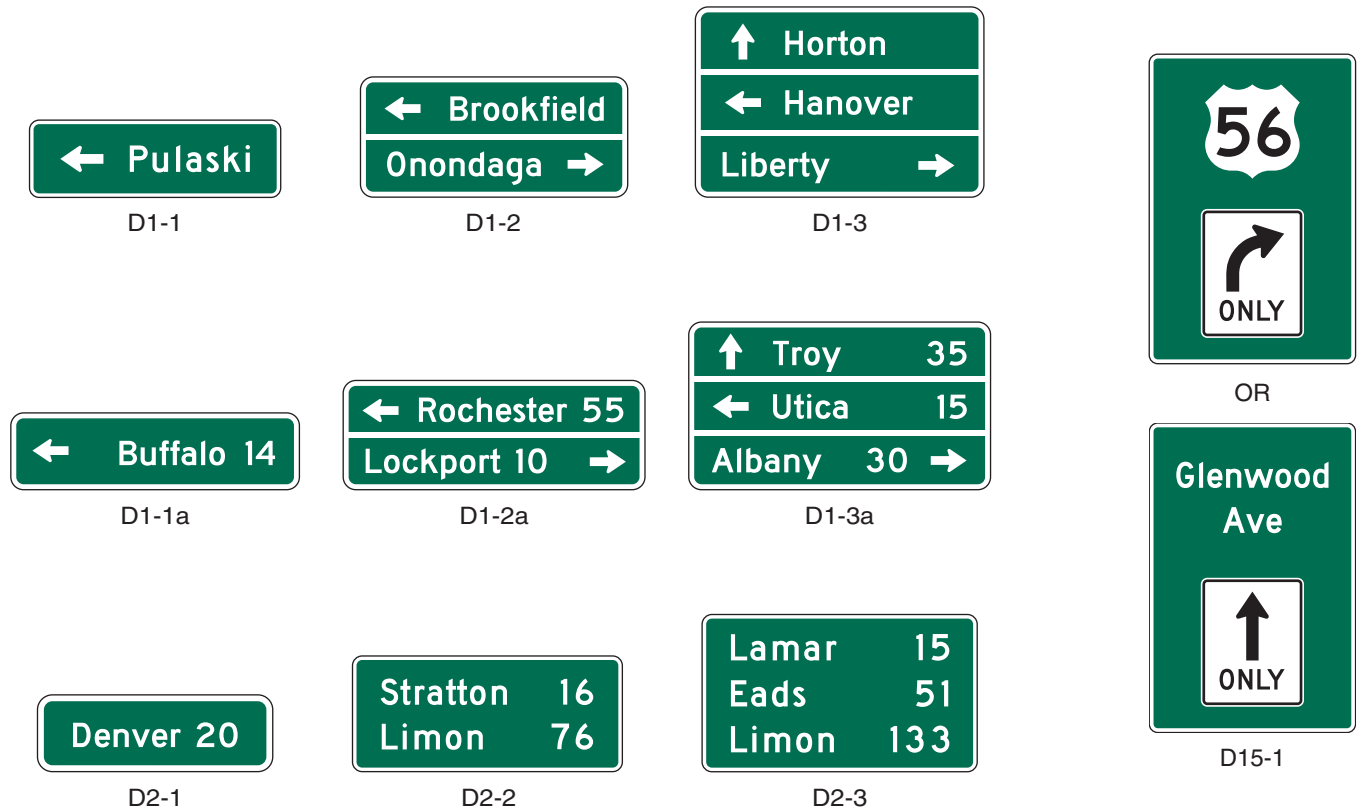 Pulaski
D1-1
Brookfield
Onondaga
D1-2
Horton
Hanover
Liberty
D1-3
Buffalo 14
D1-1a
Rochester 55
Lockport 10
D1-2a
Troy 35
Utica 15
Albany 30
D1-3a
Denver 20
D2-1
Stratton 16
Limon 76
D2-2
Lamar 15
Eads 51
Limon 133
D2-3
56
ONLY
OR
Glenwood
Ave
ONLY
D15-1